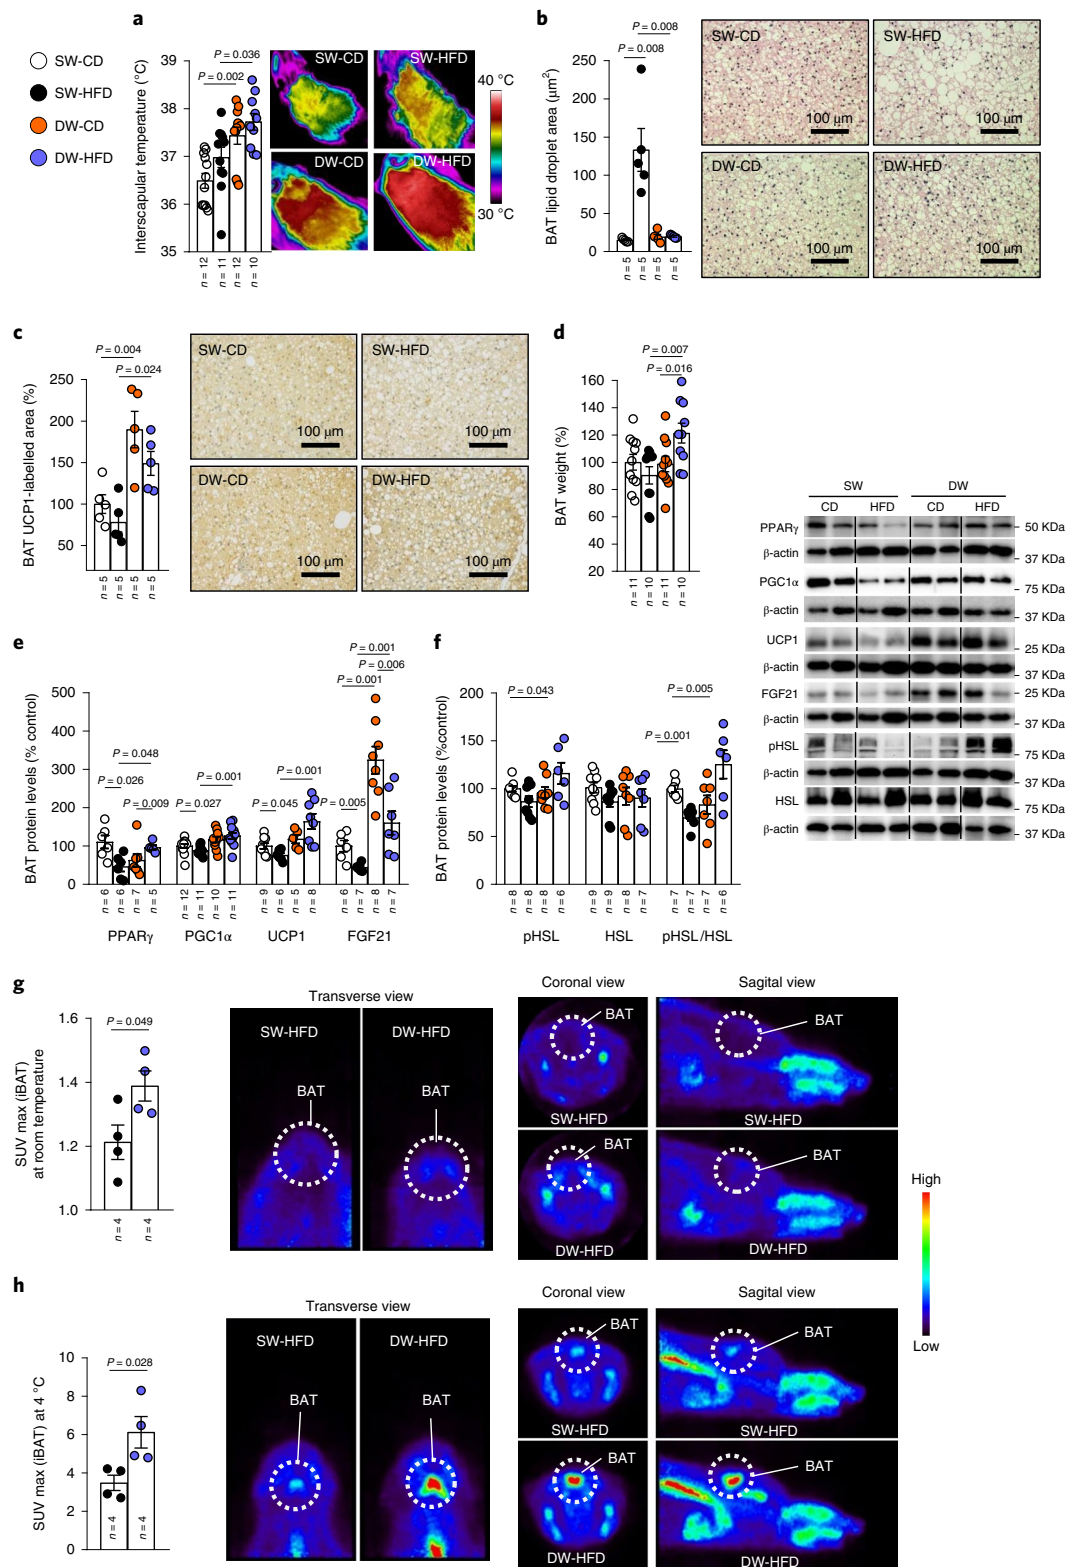 SW-CD
SW-HFD
DW-CD
DW-HFD
a
Interscapular temperature (°C)
39
38
37
36
35
P = 0.036
P = 0.002
n = 12
n = 11
n = 12
n = 10
SW-CD
SW-HFD
DW-CD
DW-HFD
40 °C
30 °C
b
BAT lipid droplet area (µm²)
250
200
150
100
50
0
P = 0.008
P = 0.008
n = 5
n = 5
n = 5
n = 5
SW-CD
100 µm
SW-HFD
100 µm
DW-CD
100 µm
DW-HFD
100 µm
c
BAT UCP1-labelled area (%)
250
200
150
100
50
P = 0.004
P = 0.024
n = 5
n = 5
n = 5
n = 5
SW-CD
100 µm
SW-HFD
100 µm
DW-CD
100 µm
DW-HFD
100 µm
d
BAT weight (%)
160
140
120
100
80
60
40
20
P = 0.007
P = 0.016
n = 11
n = 10
n = 11
n = 10
SW
DW
CD
HFD
CD
HFD
PPARγ
50 KDa
β-actin
37 KDa
PGC1α
75 KDa
β-actin
37 KDa
UCP1
25 KDa
β-actin
37 KDa
FGF21
25 KDa
β-actin
37 KDa
pHSL
75 KDa
β-actin
37 KDa
HSL
75 KDa
β-actin
37 KDa
e
BAT protein levels (% control)
500
400
300
200
100
0
P = 0.026
P = 0.048
P = 0.009
P = 0.027
P = 0.001
P = 0.045
P = 0.001
P = 0.005
P = 0.001
P = 0.001
P = 0.006
n = 6
n = 6
n = 7
n = 5
n = 12
n = 11
n = 10
n = 11
n = 9
n = 6
n = 5
n = 8
n = 6
n = 7
n = 8
n = 7
PPARγ
PGC1α
UCP1
FGF21
f
BAT protein levels (%control)
200
150
100
50
0
P = 0.043
P = 0.001
P = 0.005
n = 8
n = 8
n = 8
n = 6
n = 9
n = 9
n = 8
n = 7
n = 7
n = 7
n = 7
n = 6
pHSL
HSL
pHSL/HSL
g
SUV max (iBAT)
at room temperature
1.6
1.4
1.2
1.0
P = 0.049
n = 4
n = 4
Transverse view
SW-HFD
DW-HFD
BAT
BAT
Coronal view
Sagital view
BAT
BAT
SW-HFD
SW-HFD
BAT
BAT
DW-HFD
DW-HFD
High
Low
h
SUV max (iBAT) at 4 °C
10
8
6
4
2
0
P = 0.028
n = 4
n = 4
Transverse view
SW-HFD
DW-HFD
BAT
BAT
Coronal view
Sagital view
BAT
BAT
SW-HFD
SW-HFD
BAT
BAT
DW-HFD
DW-HFD